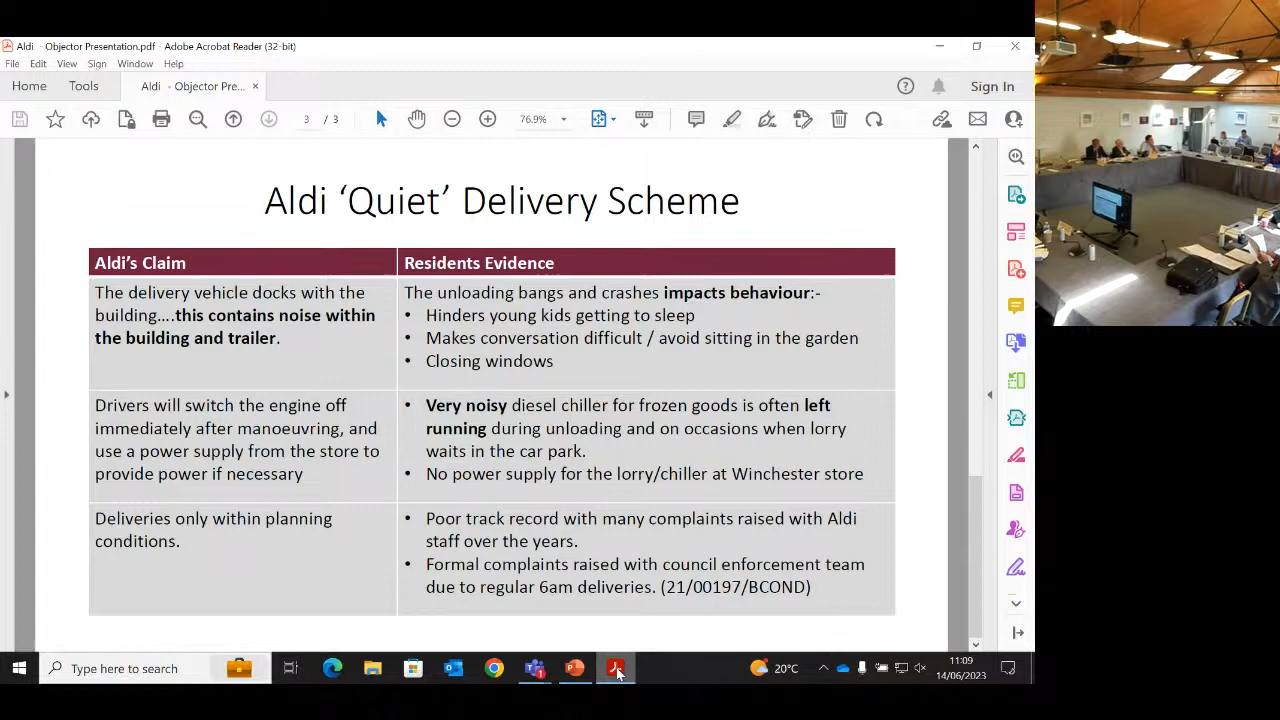 Aldi - Objector Presentation.pdf - Adobe Acrobat Reader (32-bit)
File Edit View Sign Window Help
Home Tools Aldi - Objector Pre... × Sign In
3 / 3 76.9%
Aldi ‘Quiet’ Delivery Scheme
Aldi’s Claim
Residents Evidence
The delivery vehicle docks with the
building….this contains noise within
the building and trailer.
The unloading bangs and crashes impacts behaviour:-
• Hinders young kids getting to sleep
• Makes conversation difficult / avoid sitting in the garden
• Closing windows
Drivers will switch the engine off
immediately after manoeuvring, and
use a power supply from the store to
provide power if necessary
• Very noisy diesel chiller for frozen goods is often left
running during unloading and on occasions when lorry
waits in the car park.
• No power supply for the lorry/chiller at Winchester store
Deliveries only within planning
conditions.
• Poor track record with many complaints raised with Aldi
staff over the years.
• Formal complaints raised with council enforcement team
due to regular 6am deliveries. (21/00197/BCOND)
Type here to search
1
20°C
11:09
14/06/2023